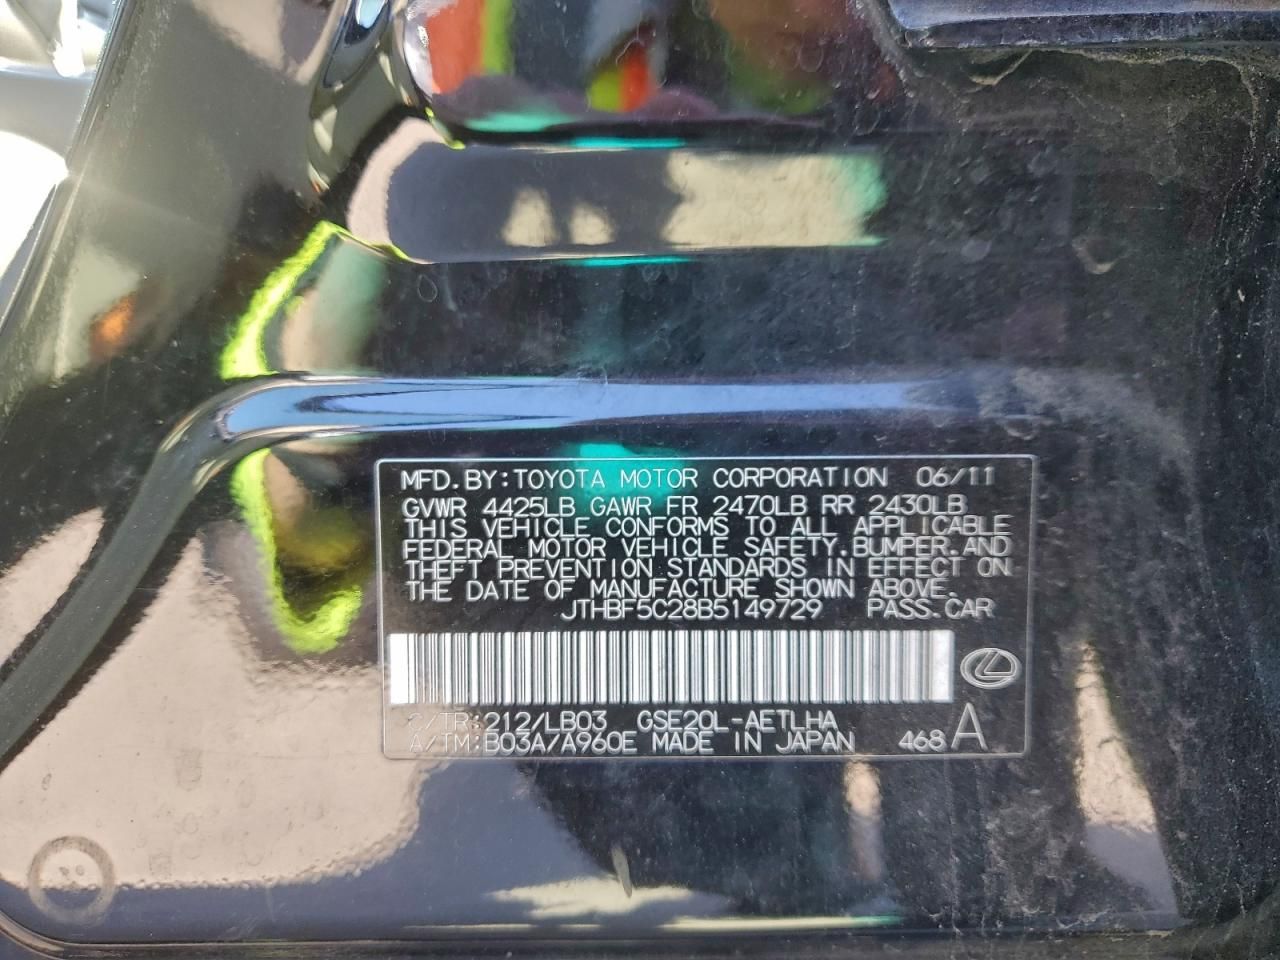 MFD.BY:TOYOTA MOTOR CORPORATION 06/11
GVWR 4425LB GAWR FR 2470LB RR 2430LB
THIS VEHICLE CONFORMS TO ALL APPLICABLE
FEDERAL MOTOR VEHICLE SAFETY.BUMPER.AND
THEFT PREVENTION STANDARDS IN EFFECT ON
THE DATE OF MANUFACTURE SHOWN ABOVE.
JTHBF5C28B5149729 PASS.CAR
C/TR:212/LB03 GSE20L-AETLHA
A/TM:B03A/A960E MADE IN JAPAN 468 A